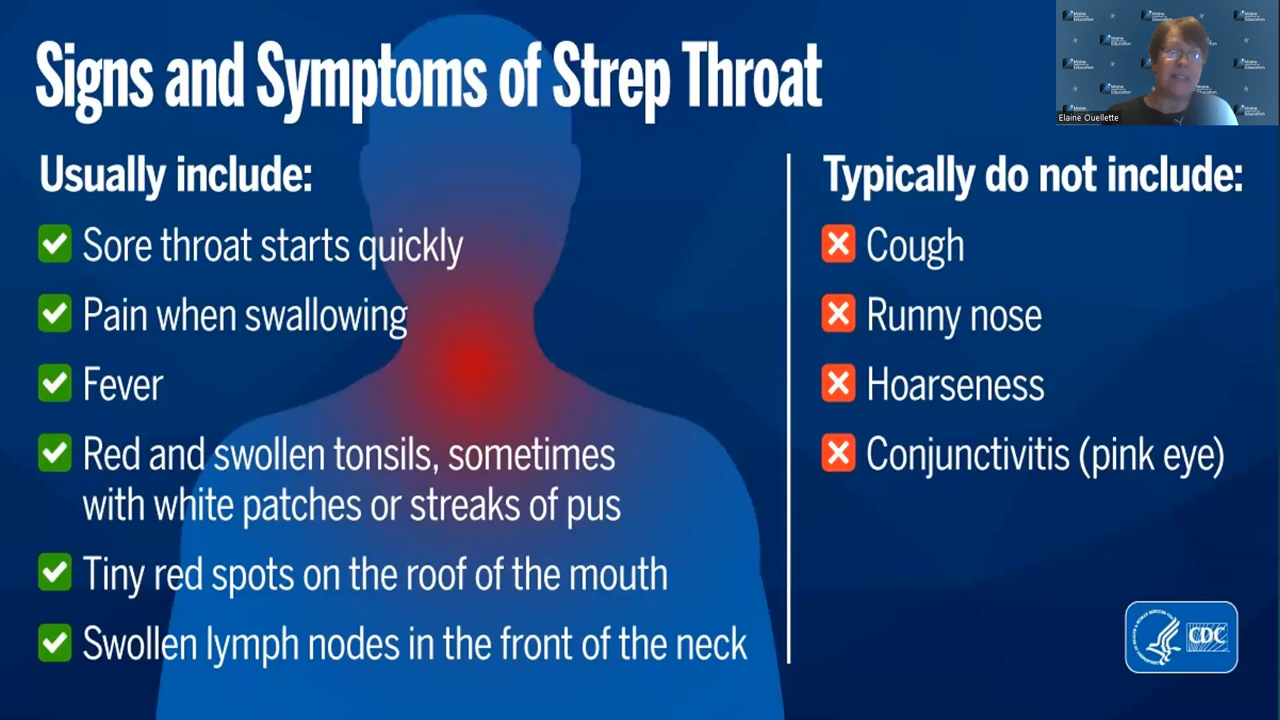 Signs and Symptoms of Strep Throat
Usually include:
Sore throat starts quickly
Pain when swallowing
Fever
Red and swollen tonsils, sometimes
with white patches or streaks of pus
Tiny red spots on the roof of the mouth
Swollen lymph nodes in the front of the neck
Typically do not include:
Cough
Runny nose
Hoarseness
Conjunctivitis (pink eye)
CDC
Elaine Ouellette